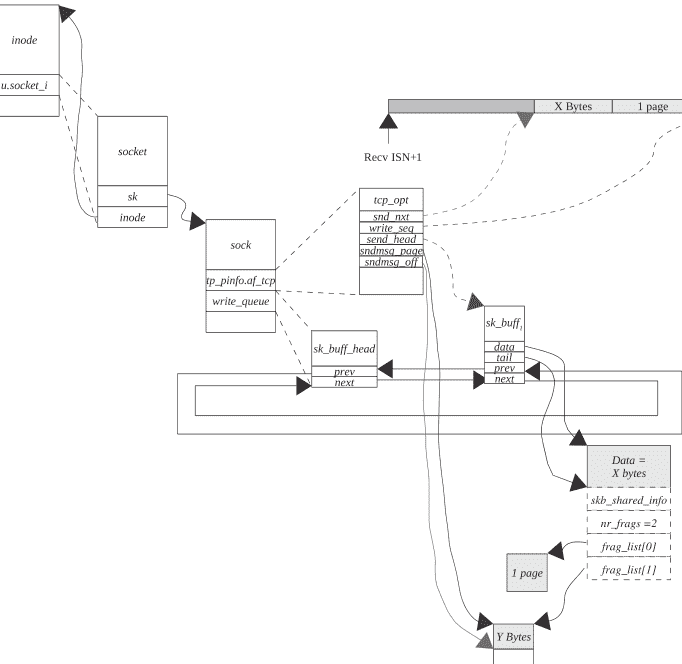 inode
u.socket_i
socket
sk
inode
X Bytes
1 page
Recv ISN+1
tcp_opt
snd_nxt
write_seq
send_head
sndmsg_page
sndmsg_off
sock
tp_pinfo.af_tcp
write_queue
sk_buff_head
prev
next
sk_buff1
data
tail
prev
next
Data =
X bytes
skb_shared_info
nr_frags =2
frag_list[0]
frag_list[1]
1 page
Y Bytes